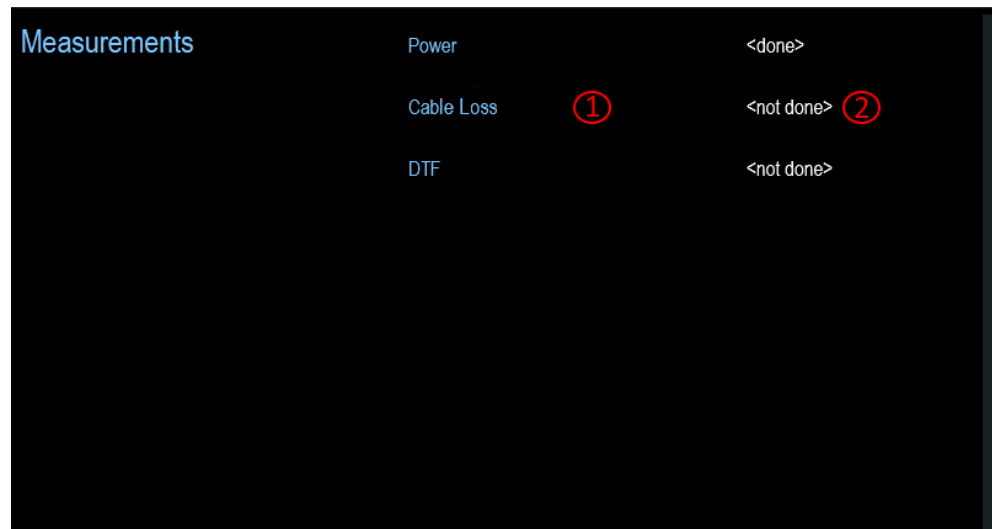 Measurements Power <done>
Cable Loss ① <not done> ②
DTF <not done>